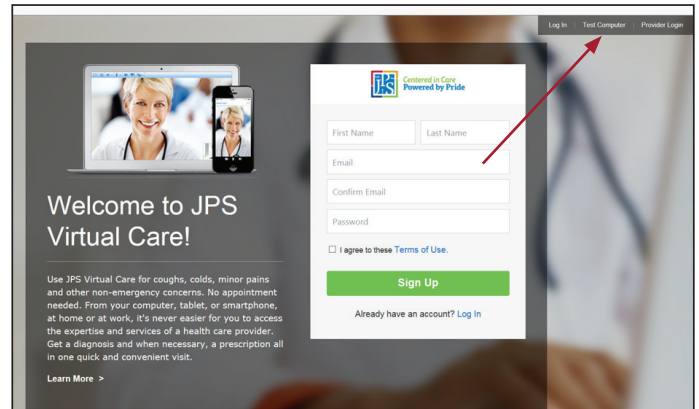 Log In | Test Computer | Provider Login
JPS
Centered in Care
Powered by Pride
First Name
Last Name
Email
Confirm Email
Password
I agree to these Terms of Use.
Sign Up
Already have an account? Log In
Welcome to JPS
Virtual Care!
Use JPS Virtual Care for coughs, colds, minor pains
and other non-emergency concerns. No appointment
needed. From your computer, tablet, or smartphone,
at home or at work, it's never easier for you to access
the expertise and services of a health care provider.
Get a diagnosis and when necessary, a prescription all
in one quick and convenient visit.
Learn More >